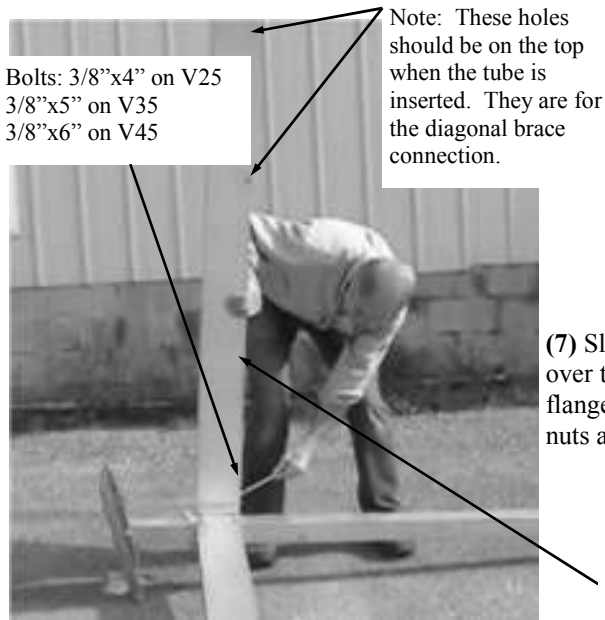 Note: These holes
should be on the top
when the tube is
inserted. They are for
the diagonal brace
connection.
Bolts: 3/8”x4” on V25
3/8”x5” on V35
3/8”x6” on V45
(7)
over
flange
nuts